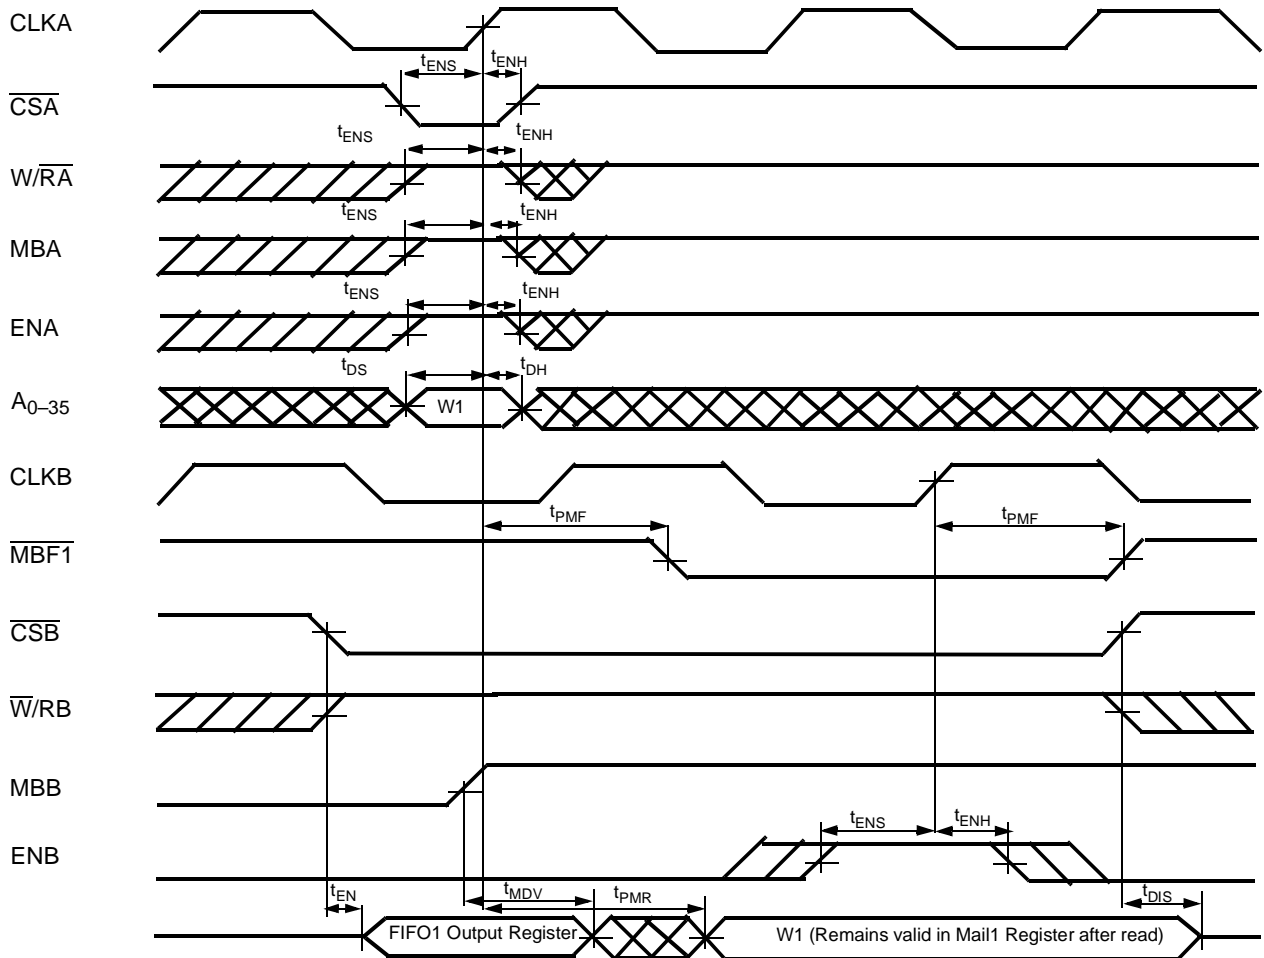 CLKA
tENS tENH
CSA
tENS tENH
W/RA
tENS tENH
MBA
tENS tENH
ENA
tDS tDH
A0–35 W1
CLKB
tPMF tPMF
MBF1
CSB
W/RB
MBB
tENS tENH
ENB
tEN tMDV tPMR tDIS
FIFO1 Output Register W1 (Remains valid in Mail1 Register after read)